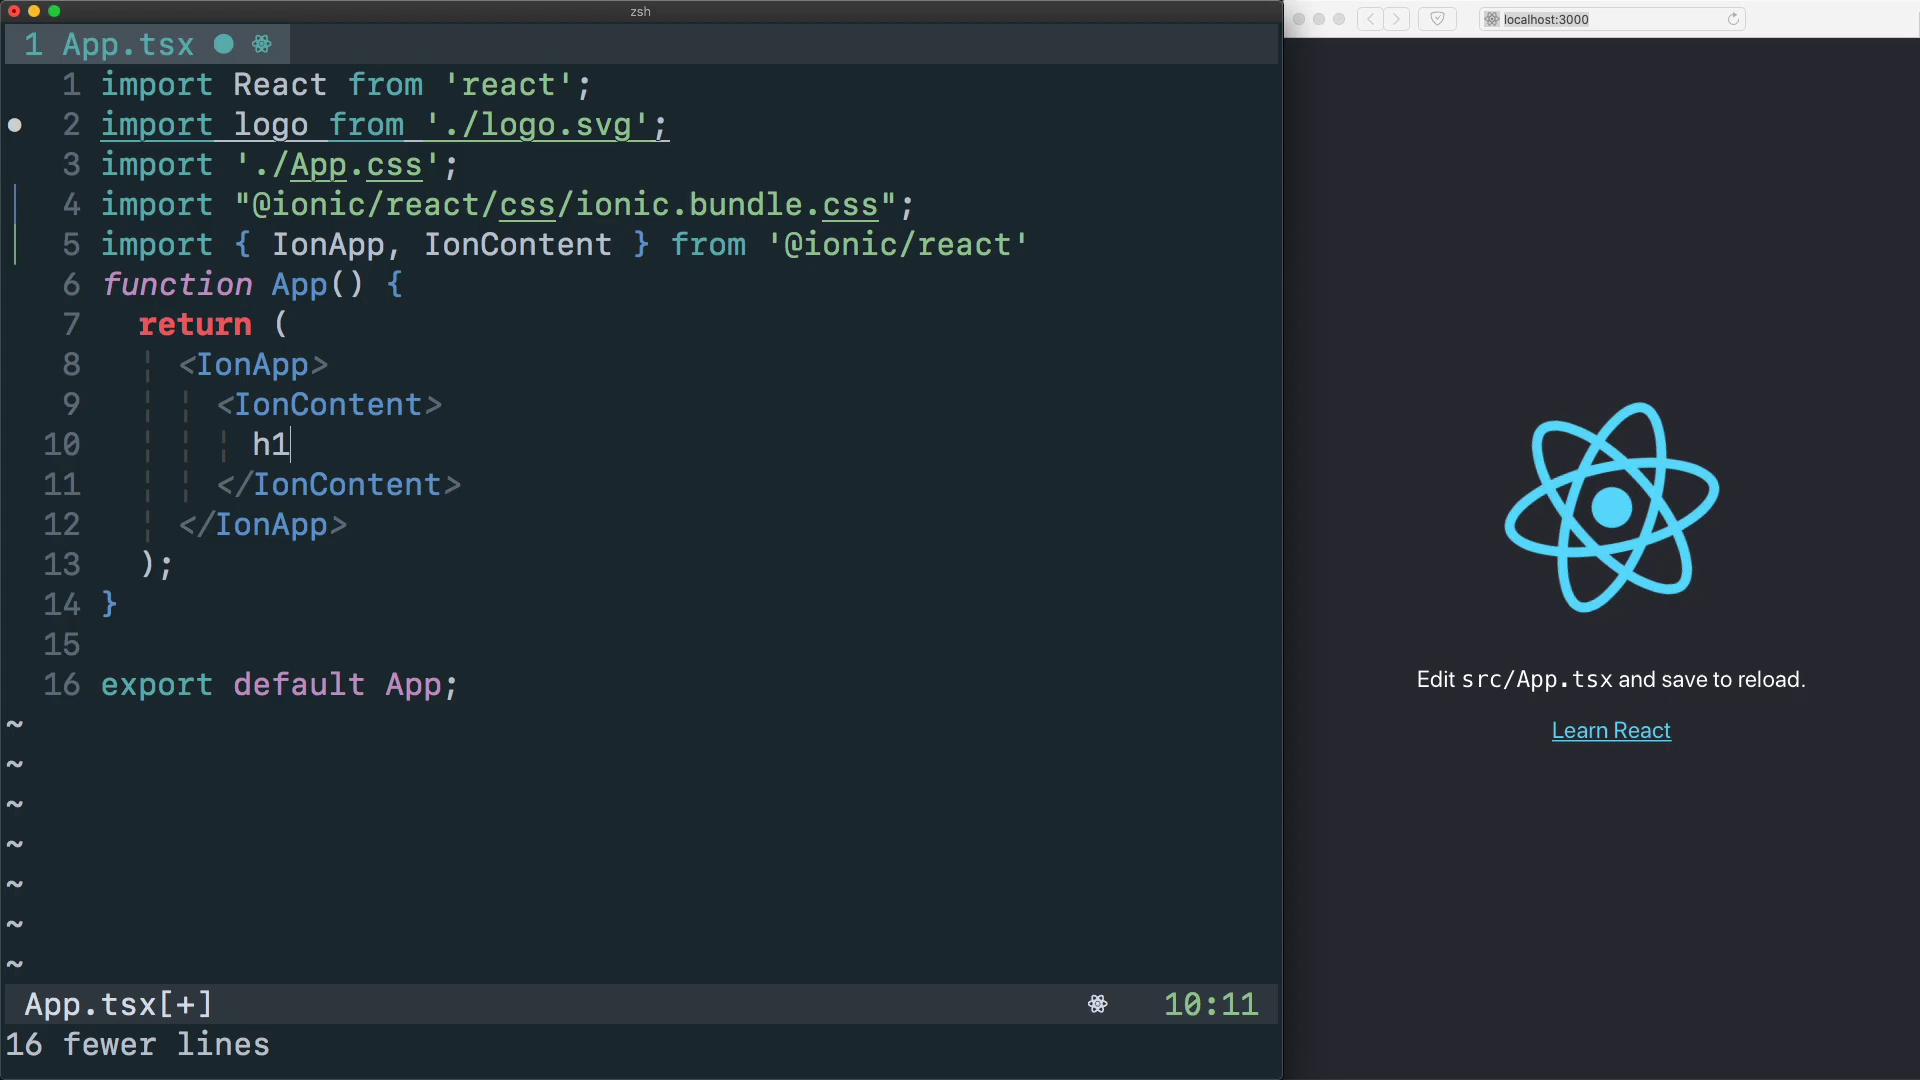 zsh
1 App.tsx
1 import React from 'react';
2 import logo from './logo.svg';
3 import './App.css';
4 import "@ionic/react/css/ionic.bundle.css";
5 import { IonApp, IonContent } from '@ionic/react'
6 function App() {
7 return (
8 <IonApp>
9 <IonContent>
10 h1
11 </IonContent>
12 </IonApp>
13 );
14 }
15
16 export default App;
~
~
~
~
~
~
~
App.tsx[+] 10:11
16 fewer lines
localhost:3000
Edit src/App.tsx and save to reload.
Learn React